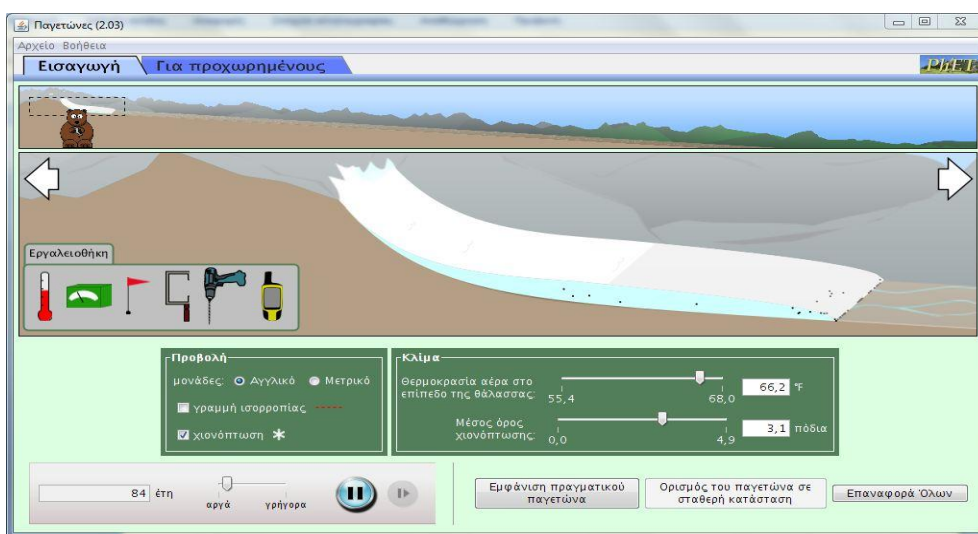 Παγετώνες (2.03)
Αρχείο Βοήθεια
Εισαγωγή Για προχωρημένους
PhET
Εργαλειοθήκη
Προβολή
μονάδες: Αγγλικό Μετρικό
γραμμή ισορροπίας
χιονόπτωση
Κλίμα
Θερμοκρασία αέρα στο
επίπεδο της θάλασσας:
55,4 68,0
66,2 °F
Μέσος όρος
χιονόπτωσης:
0,0 4,9
3,1 πόδια
84 έτη
αργά γρήγορα
Εμφάνιση πραγματικού
παγετώνα
Ορισμός του παγετώνα σε
σταθερή κατάσταση
Επαναφορά Όλων